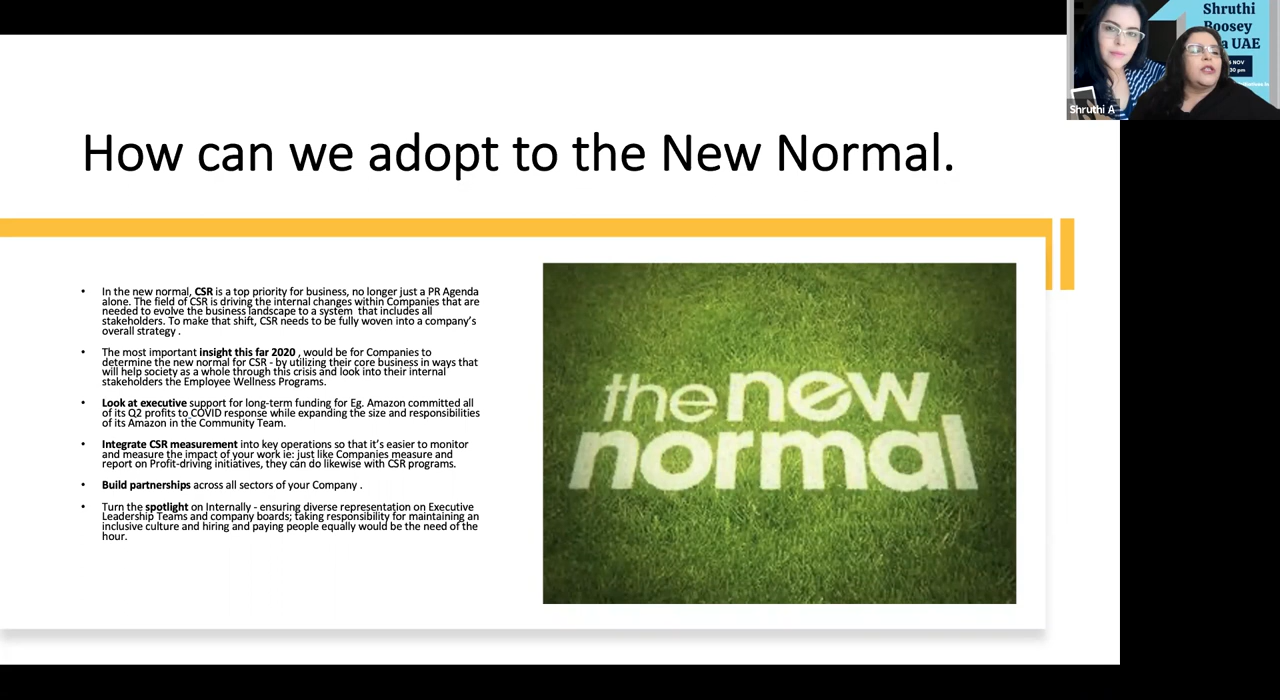 Shruthi
Boosey
a UAE
NOV
30 pm
Shruthi A
How can we adopt to the New Normal.
• In the new normal, CSR is a top priority for business, no longer just a PR Agenda
alone. The field of CSR is driving the internal changes within Companies that are
needed to evolve the business landscape to a system that includes all
stakeholders. To make that shift, CSR needs to be fully woven into a company's
overall strategy .
• The most important insight this far 2020 , would be for Companies to
determine the new normal for CSR - by utilizing their core business in ways that
will help society as a whole through this crisis and look into their internal
stakeholders the Employee Wellness Programs.
• Look at executive support for long-term funding for Eg. Amazon committed all
of its Q2 profits to COVID response while expanding the size and responsibilities
of its Amazon in the Community Team.
• Integrate CSR measurement into key operations so that it's easier to monitor
and measure the impact of your work ie: just like Companies measure and
report on Profit-driving initiatives, they can do likewise with CSR programs.
• Build partnerships across all sectors of your Company .
• Turn the spotlight on Internally - ensuring diverse representation on Executive
Leadership Teams and company boards; taking responsibility for maintaining an
inclusive culture and hiring and paying people equally would be the need of the
hour.
the new
normal